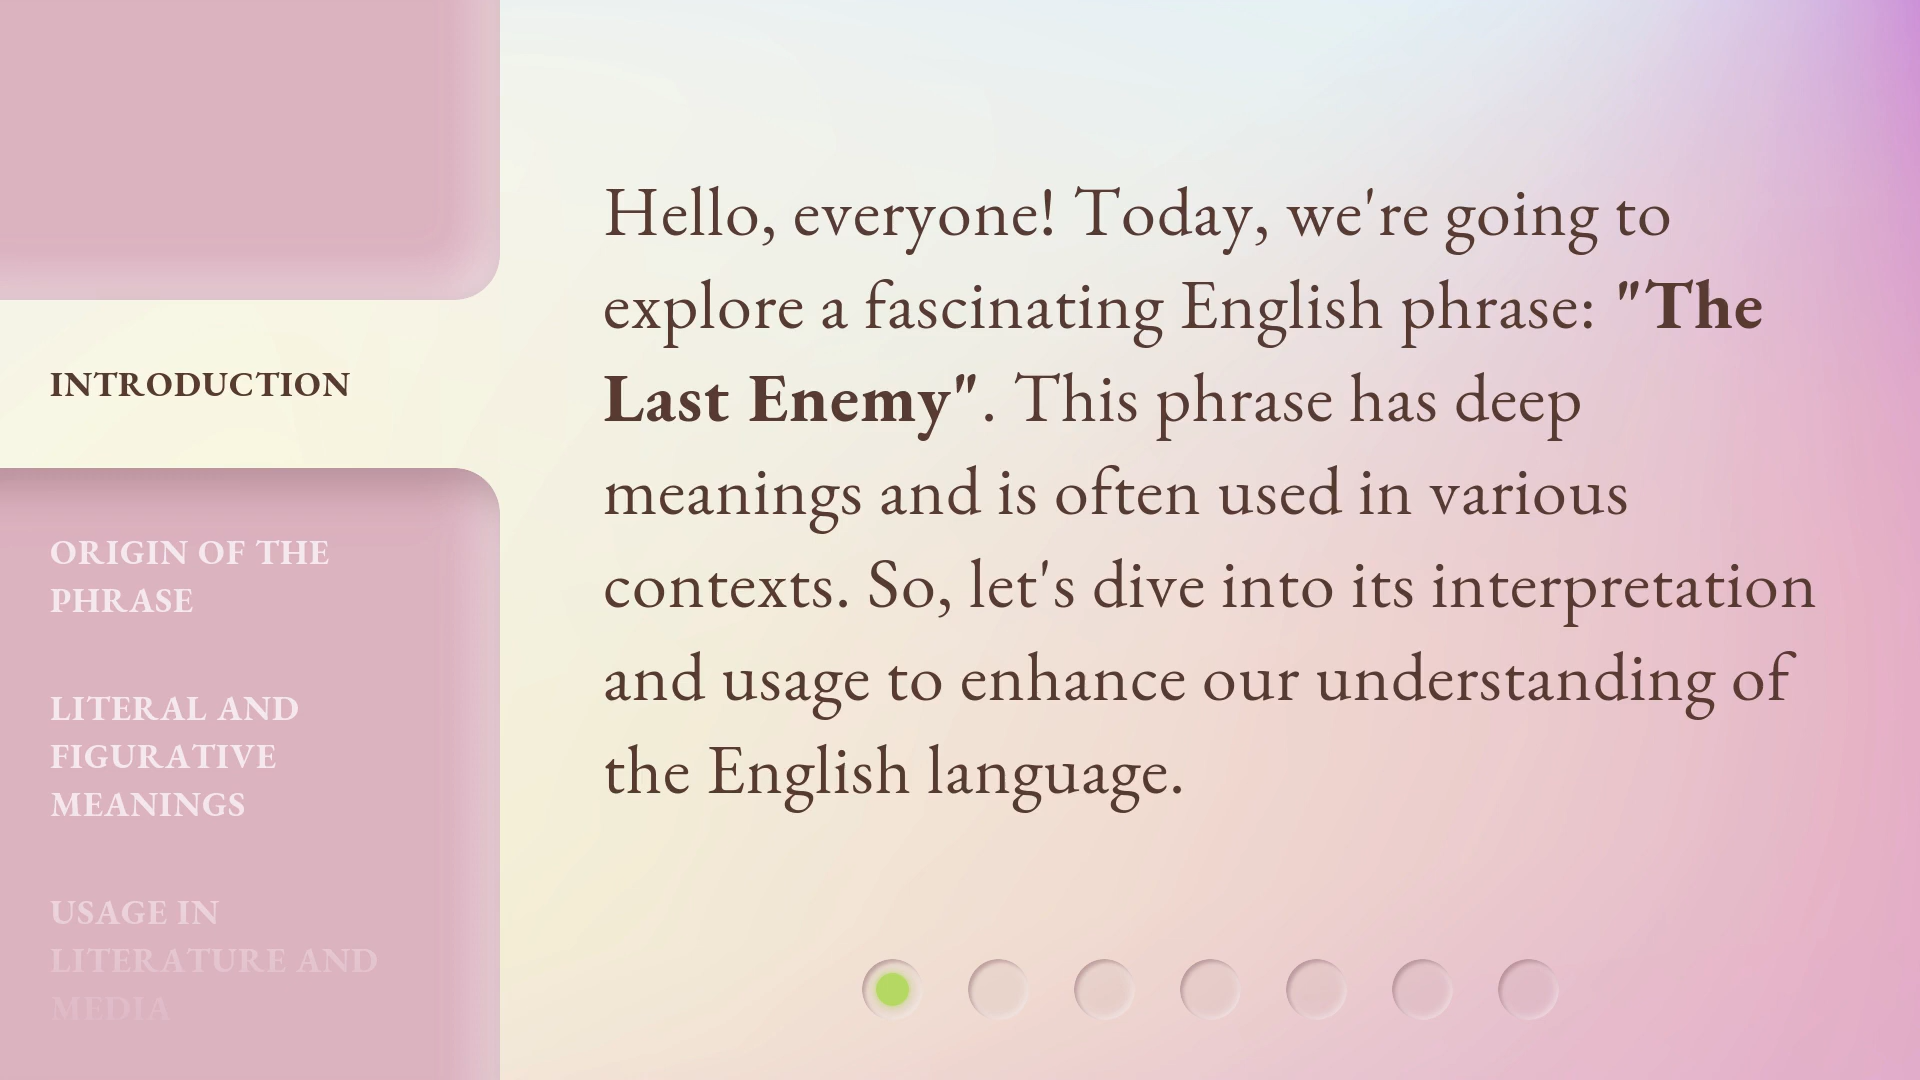 INTRODUCTION
ORIGIN OF THE
PHRASE
LITERAL AND
FIGURATIVE
MEANINGS
USAGE IN
LITERATURE AND
MEDIA
Hello, everyone! Today, we're going to
explore a fascinating English phrase: "The
Last Enemy". This phrase has deep
meanings and is often used in various
contexts. So, let's dive into its interpretation
and usage to enhance our understanding of
the English language.